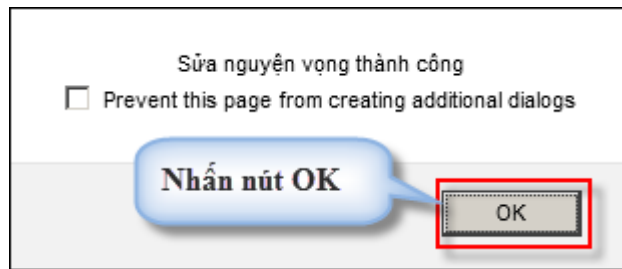 Sửa nguyện vọng thành công
Prevent this page from creating additional dialogs
Nhấn nút OK
OK